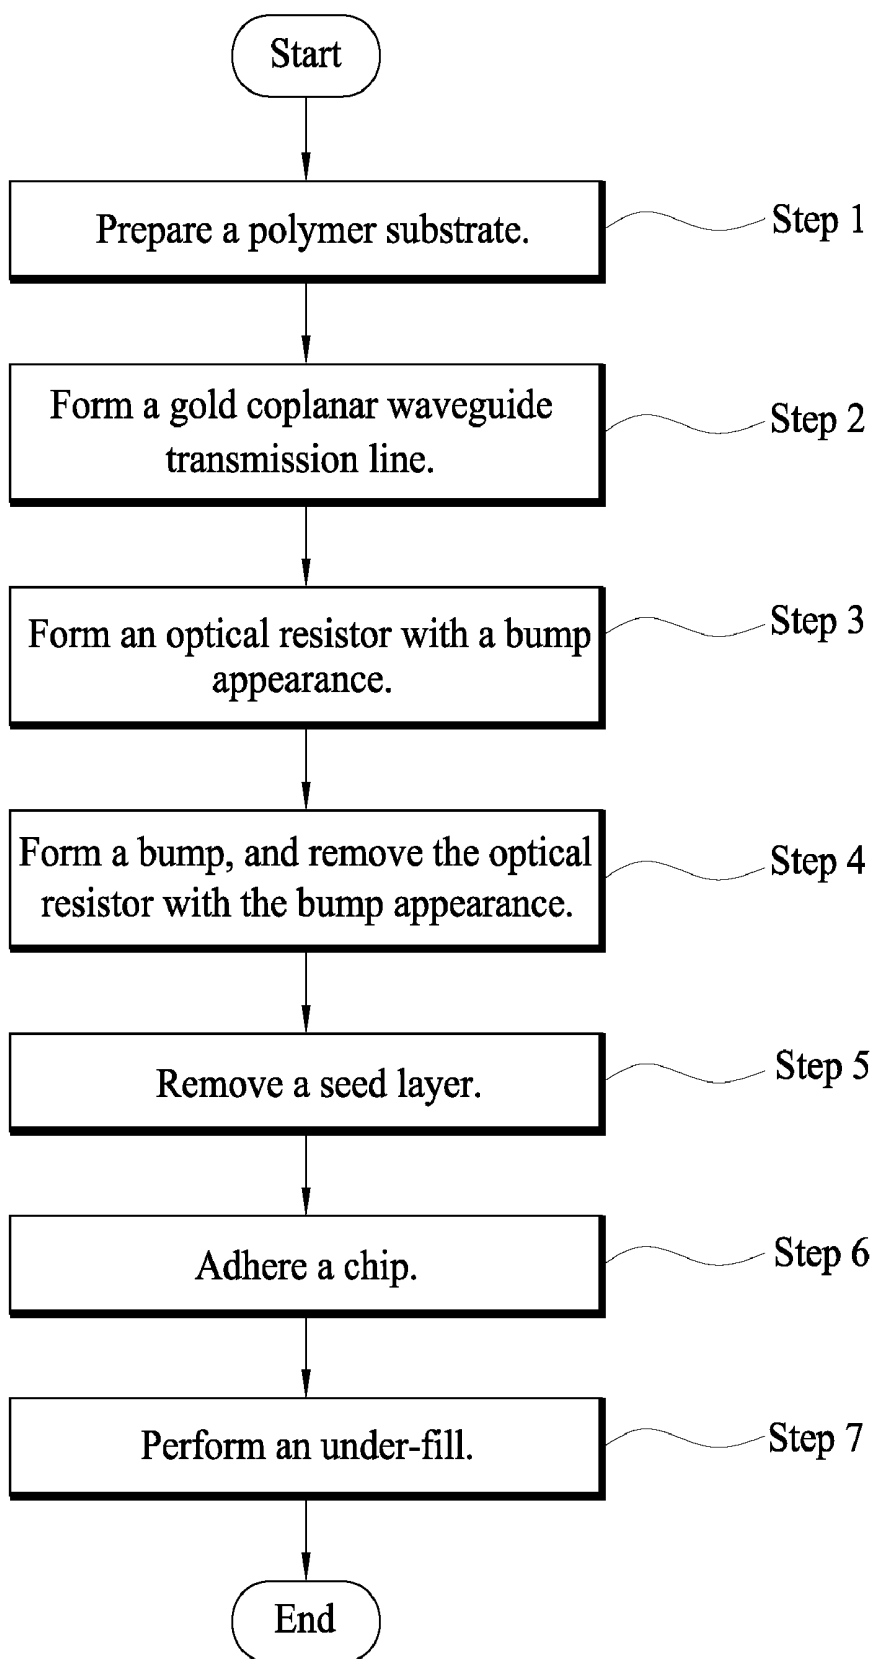 Start
Prepare a polymer substrate.
Step 1
Form a gold coplanar waveguide
transmission line.
Step 2
Form an optical resistor with a bump
appearance.
Step 3
Form a bump, and remove the optical
resistor with the bump appearance.
Step 4
Remove a seed layer.
Step 5
Adhere a chip.
Step 6
Perform an under-fill.
Step 7
End